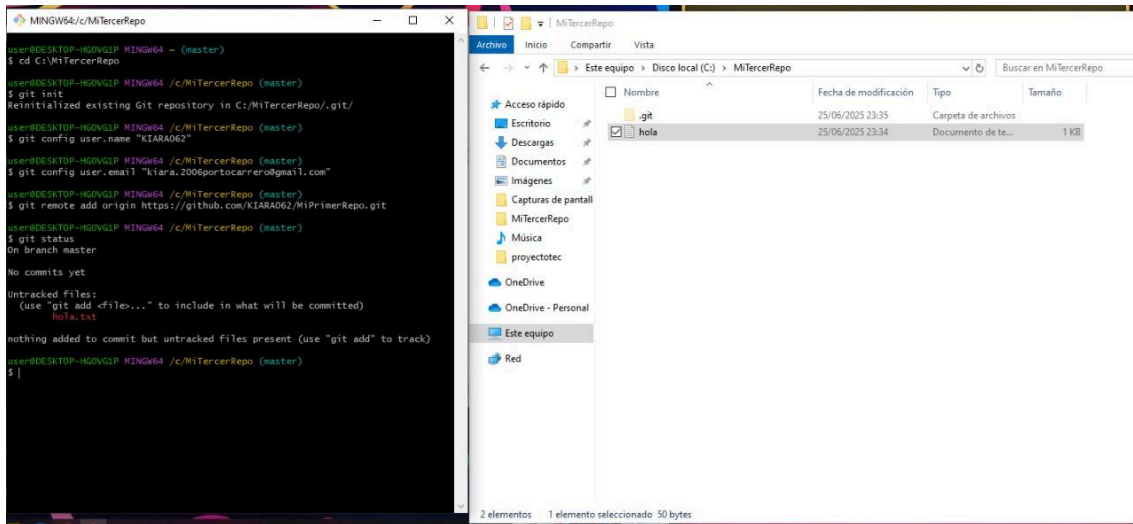 MINGW64:/c/MiTercerRepo
user@DESKTOP-HGOVG1P MINGW64 ~ (master)
$ cd C:\MiTercerRepo
user@DESKTOP-HGOVG1P MINGW64 /c/MiTercerRepo (master)
$ git init
Reinitialized existing Git repository in C:/MiTercerRepo/.git/
user@DESKTOP-HGOVG1P MINGW64 /c/MiTercerRepo (master)
$ git config user.name "KIARA062"
user@DESKTOP-HGOVG1P MINGW64 /c/MiTercerRepo (master)
$ git config user.email "kiara.2006portocarrero@gmail.com"
user@DESKTOP-HGOVG1P MINGW64 /c/MiTercerRepo (master)
$ git remote add origin https://github.com/KIARA062/MiPrimerRepo.git
user@DESKTOP-HGOVG1P MINGW64 /c/MiTercerRepo (master)
$ git status
On branch master
No commits yet
Untracked files:
(use "git add <file>..." to include in what will be committed)
hola.txt
nothing added to commit but untracked files present (use "git add" to track)
user@DESKTOP-HGOVG1P MINGW64 /c/MiTercerRepo (master)
$
MiTercerRepo
Archivo Inicio Compartir Vista
Este equipo > Disco local (C:) > MiTercerRepo
Buscar en MiTercerRepo
Nombre Fecha de modificación Tipo Tamaño
.git 25/06/2025 23:35 Carpeta de archivos
hola 25/06/2025 23:34 Documento de te... 1 KB
Acceso rápido
Escritorio
Descargas
Documentos
Imágenes
Capturas de pantall
MiTercerRepo
Música
proyectotec
OneDrive
OneDrive - Personal
Este equipo
Red
2 elementos 1 elemento seleccionado 50 bytes